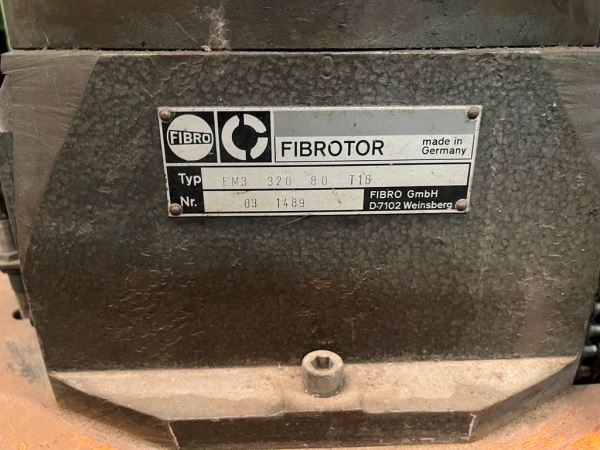 FIBRO
FIBROTOR
made in
Germany
Typ EM3 320 80 T16
Nr. 03 1489
FIBRO GmbH
D-7102 Weinsberg